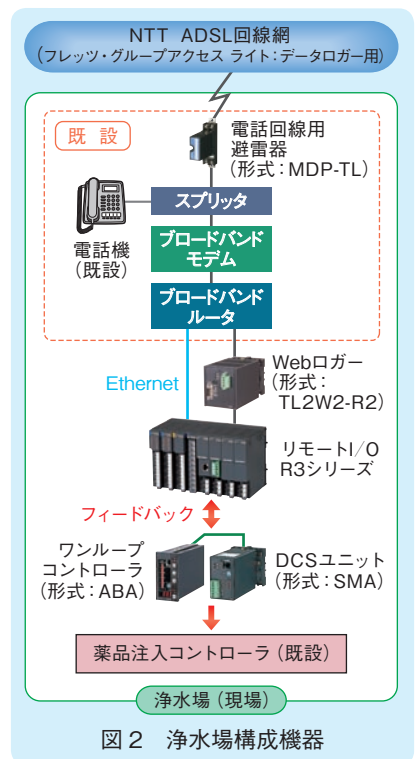 NTT ADSL回線網
(フレッツ・グループアクセス ライト:データロガー用)
既 設
電話回線用
避雷器
(形式:MDP-TL)
スプリッタ
電話機
(既設)
ブロードバンド
モデム
ブロードバンド
ルータ
Ethernet
Webロガー
(形式:
TL2W2-R2)
リモートI/O
R3シリーズ
フィードバック
ワンループ
コントローラ
(形式:ABA)
DCSユニット
(形式:SMA)
薬品注入コントローラ(既設)
浄水場(現場)
図2 浄水場構成機器